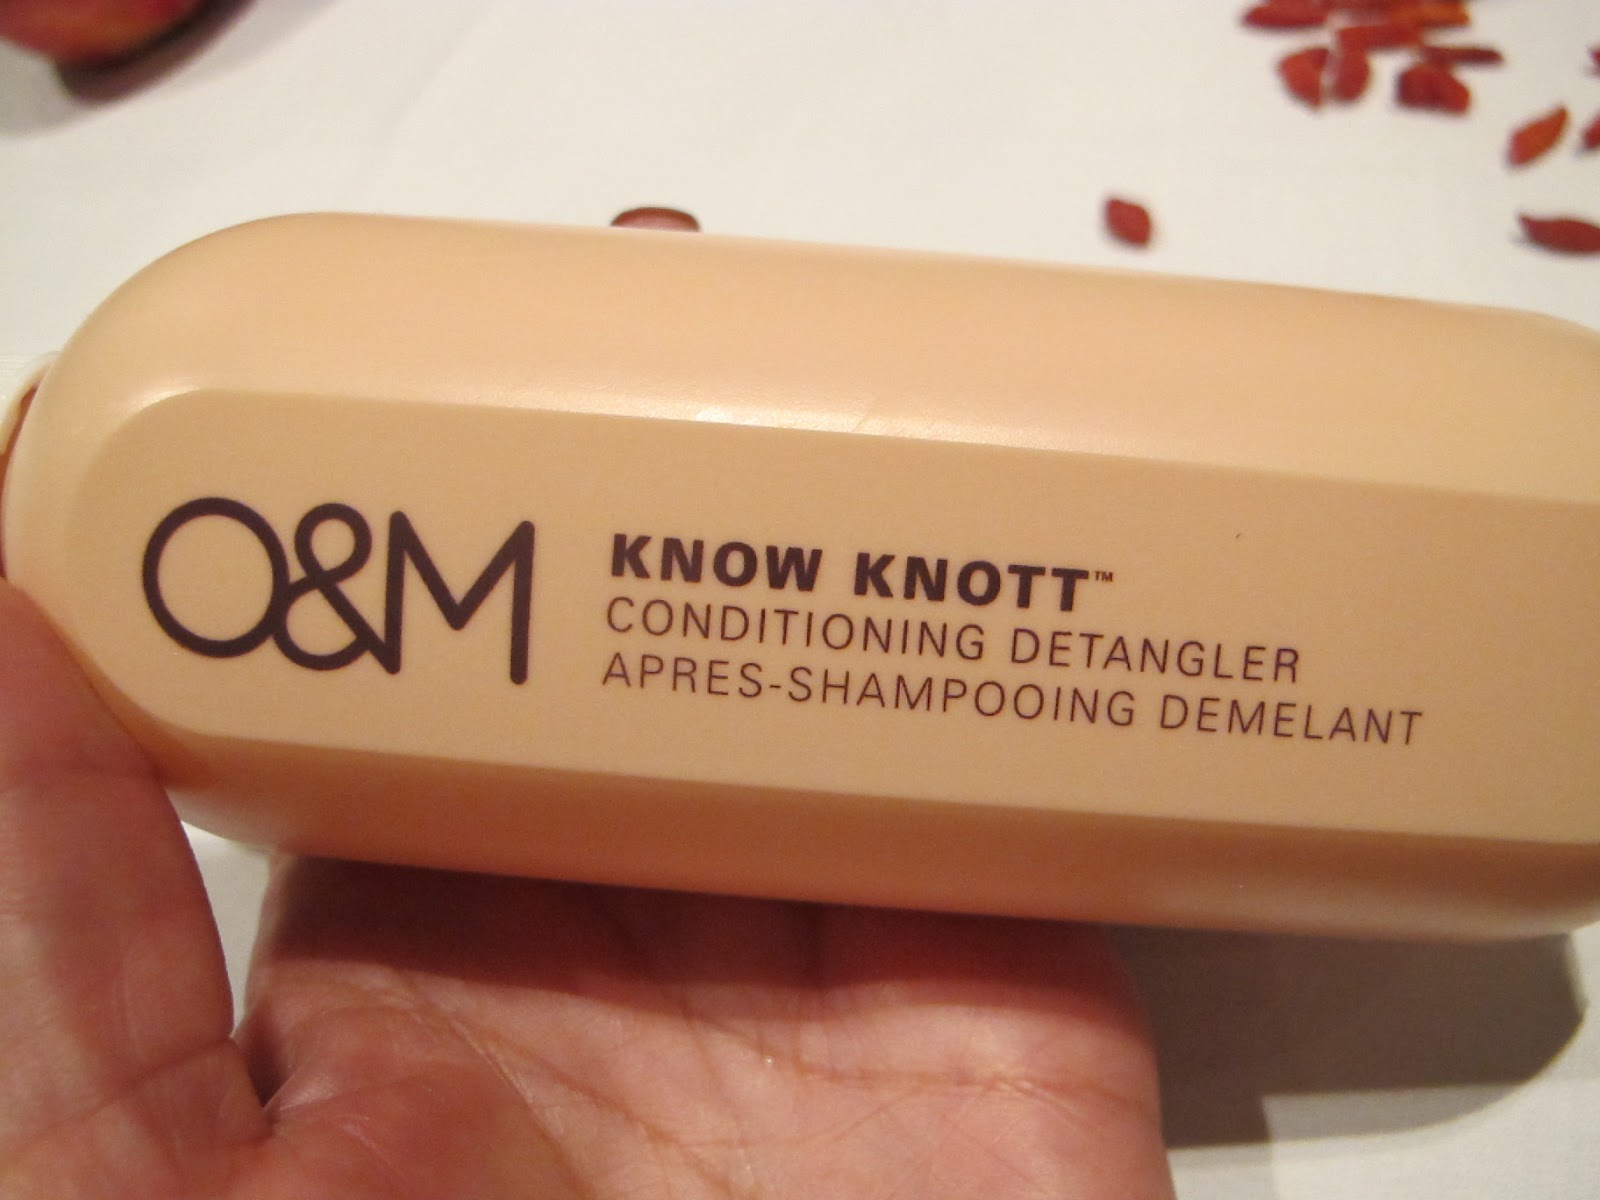 O&M
KNOW KNOTT™
CONDITIONING DETANGLER
APRES-SHAMPOOING DEMELANT